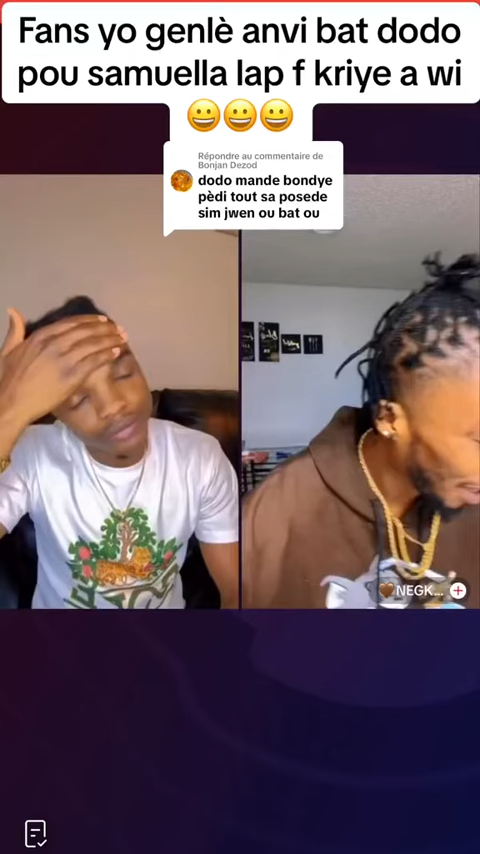 Fans yo genlè anvi bat dodo
pou samuella lap f kriye a wi
😀😀😀
Répondre au commentaire de
Bonjan Dezod
dodo mande bondye
pèdi tout sa posede
sim jwen ou bat ou
🤎NEGK...